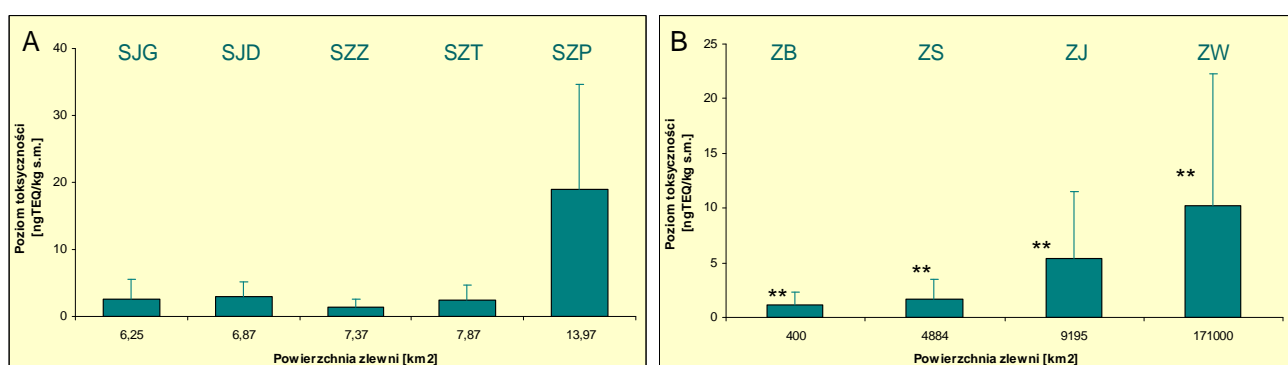 A
SJG SJD SZZ SZT SZP
Poziom toksyczności
[ngTEQ/kg s.m.]
40
30
20
10
0
6,25 6,87 7,37 7,87 13,97
Powierzchnia zlewni [km2]
B
ZB ZS ZJ ZW
Poziom toksyczności
[ngTEQ/kg s.m.]
25
20
15
10
5
0
** ** ** **
400 4884 9195 171000
Powierzchnia zlewni [km2]